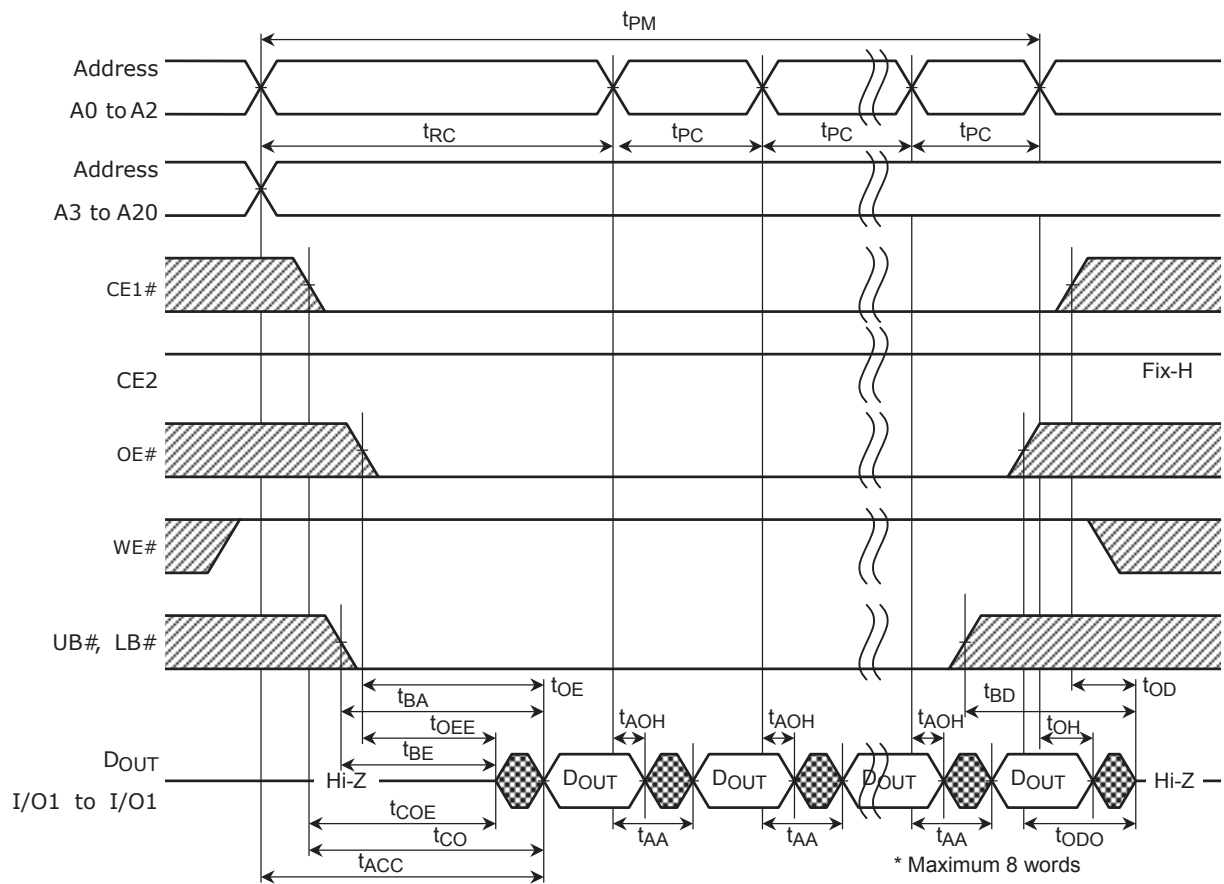 tPM
Address
A0 to A2
tRC
tPC
tPC
tPC
Address
A3 to A20
CE1#
CE2
Fix-H
OE#
WE#
UB#, LB#
tOE
tOD
tBA
tBD
tOEE
tAOH
tAOH
tAOH
tOH
tBE
DOUT
I/O1 to I/O1
Hi-Z
DOUT
DOUT
DOUT
DOUT
Hi-Z
tCOE
tCO
tAA
tAA
tAA
tODO
tACC
* Maximum 8 words